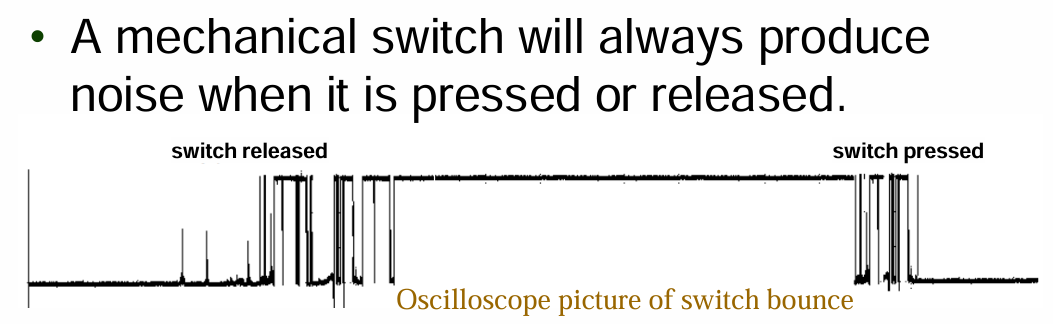 • A mechanical switch will always produce
noise when it is pressed or released.
switch released
switch pressed
Oscilloscope picture of switch bounce